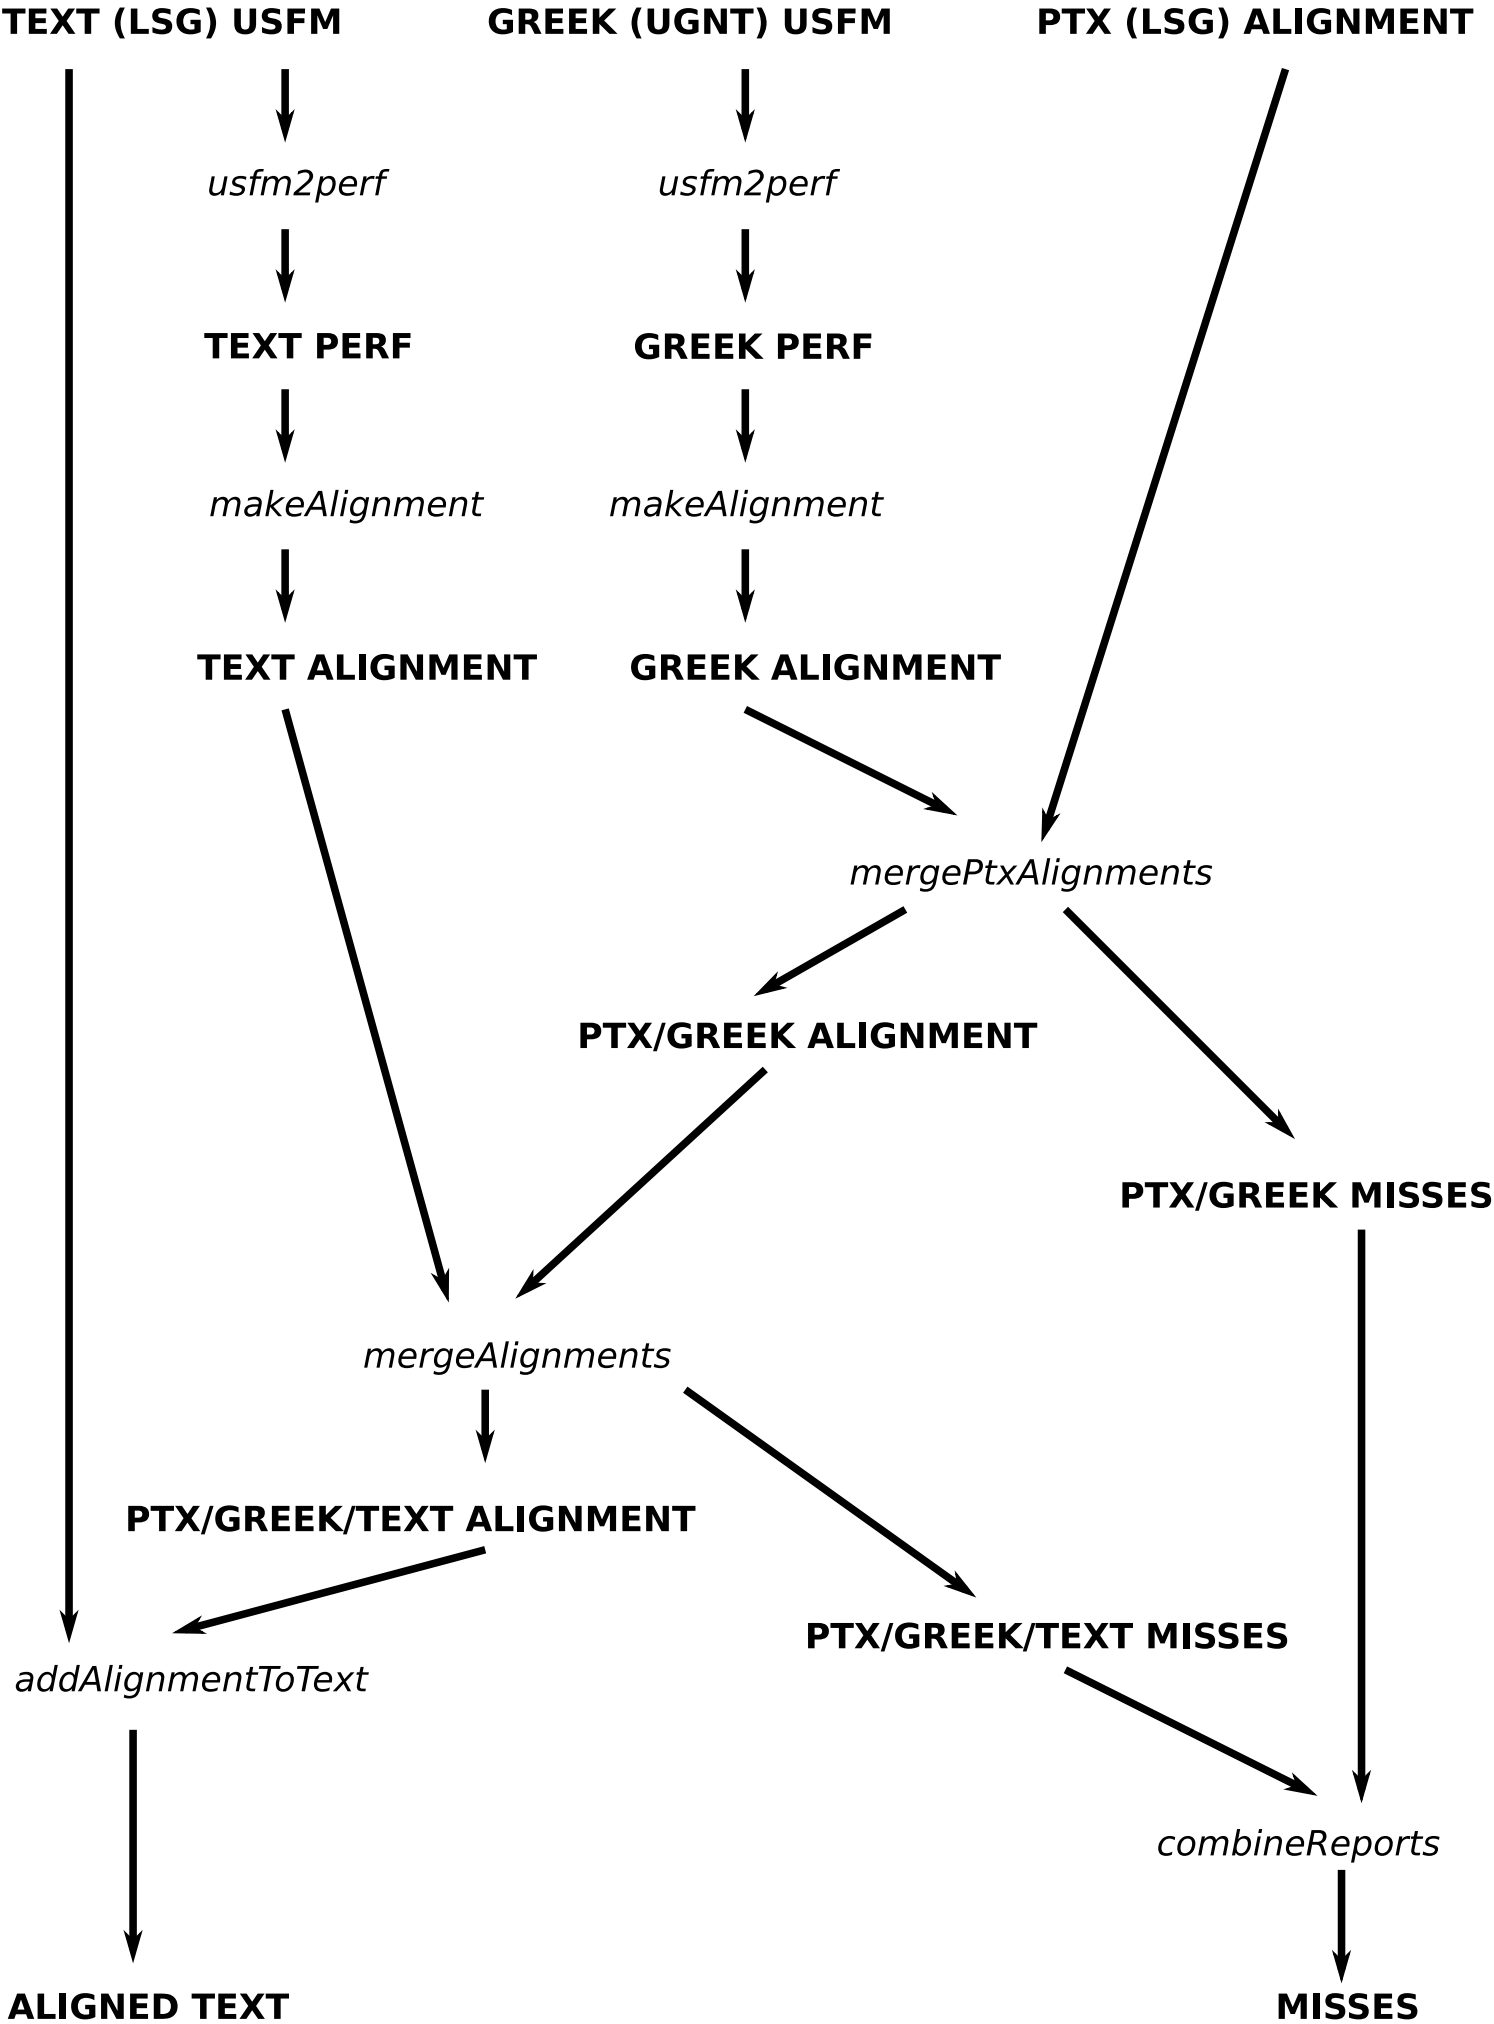 TEXT (LSG) USFM
GREEK (UGNT) USFM
PTX (LSG) ALIGNMENT
usfm2perf
usfm2perf
TEXT PERF
GREEK PERF
makeAlignment
makeAlignment
TEXT ALIGNMENT
GREEK ALIGNMENT
mergePtxAlignments
PTX/GREEK ALIGNMENT
PTX/GREEK MISSES
mergeAlignments
PTX/GREEK/TEXT ALIGNMENT
PTX/GREEK/TEXT MISSES
addAlignmentToText
combineReports
ALIGNED TEXT
MISSES